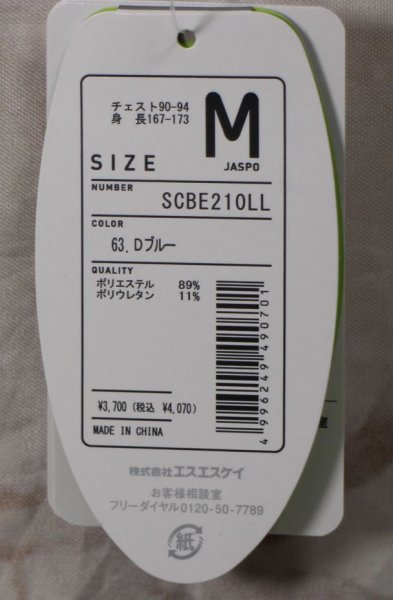 チェスト90-94
身 長167-173
M
SIZE
JASPO
NUMBER
SCBE210LL
COLOR
63. Dブルー
QUALITY
ポリエステル 89%
ポリウレタン 11%
4996249490701
¥3,700 (税込 ¥4,070)
MADE IN CHINA
株式会社エスエスケイ
お客様相談室
フリーダイヤル0120-50-7789
紙
室